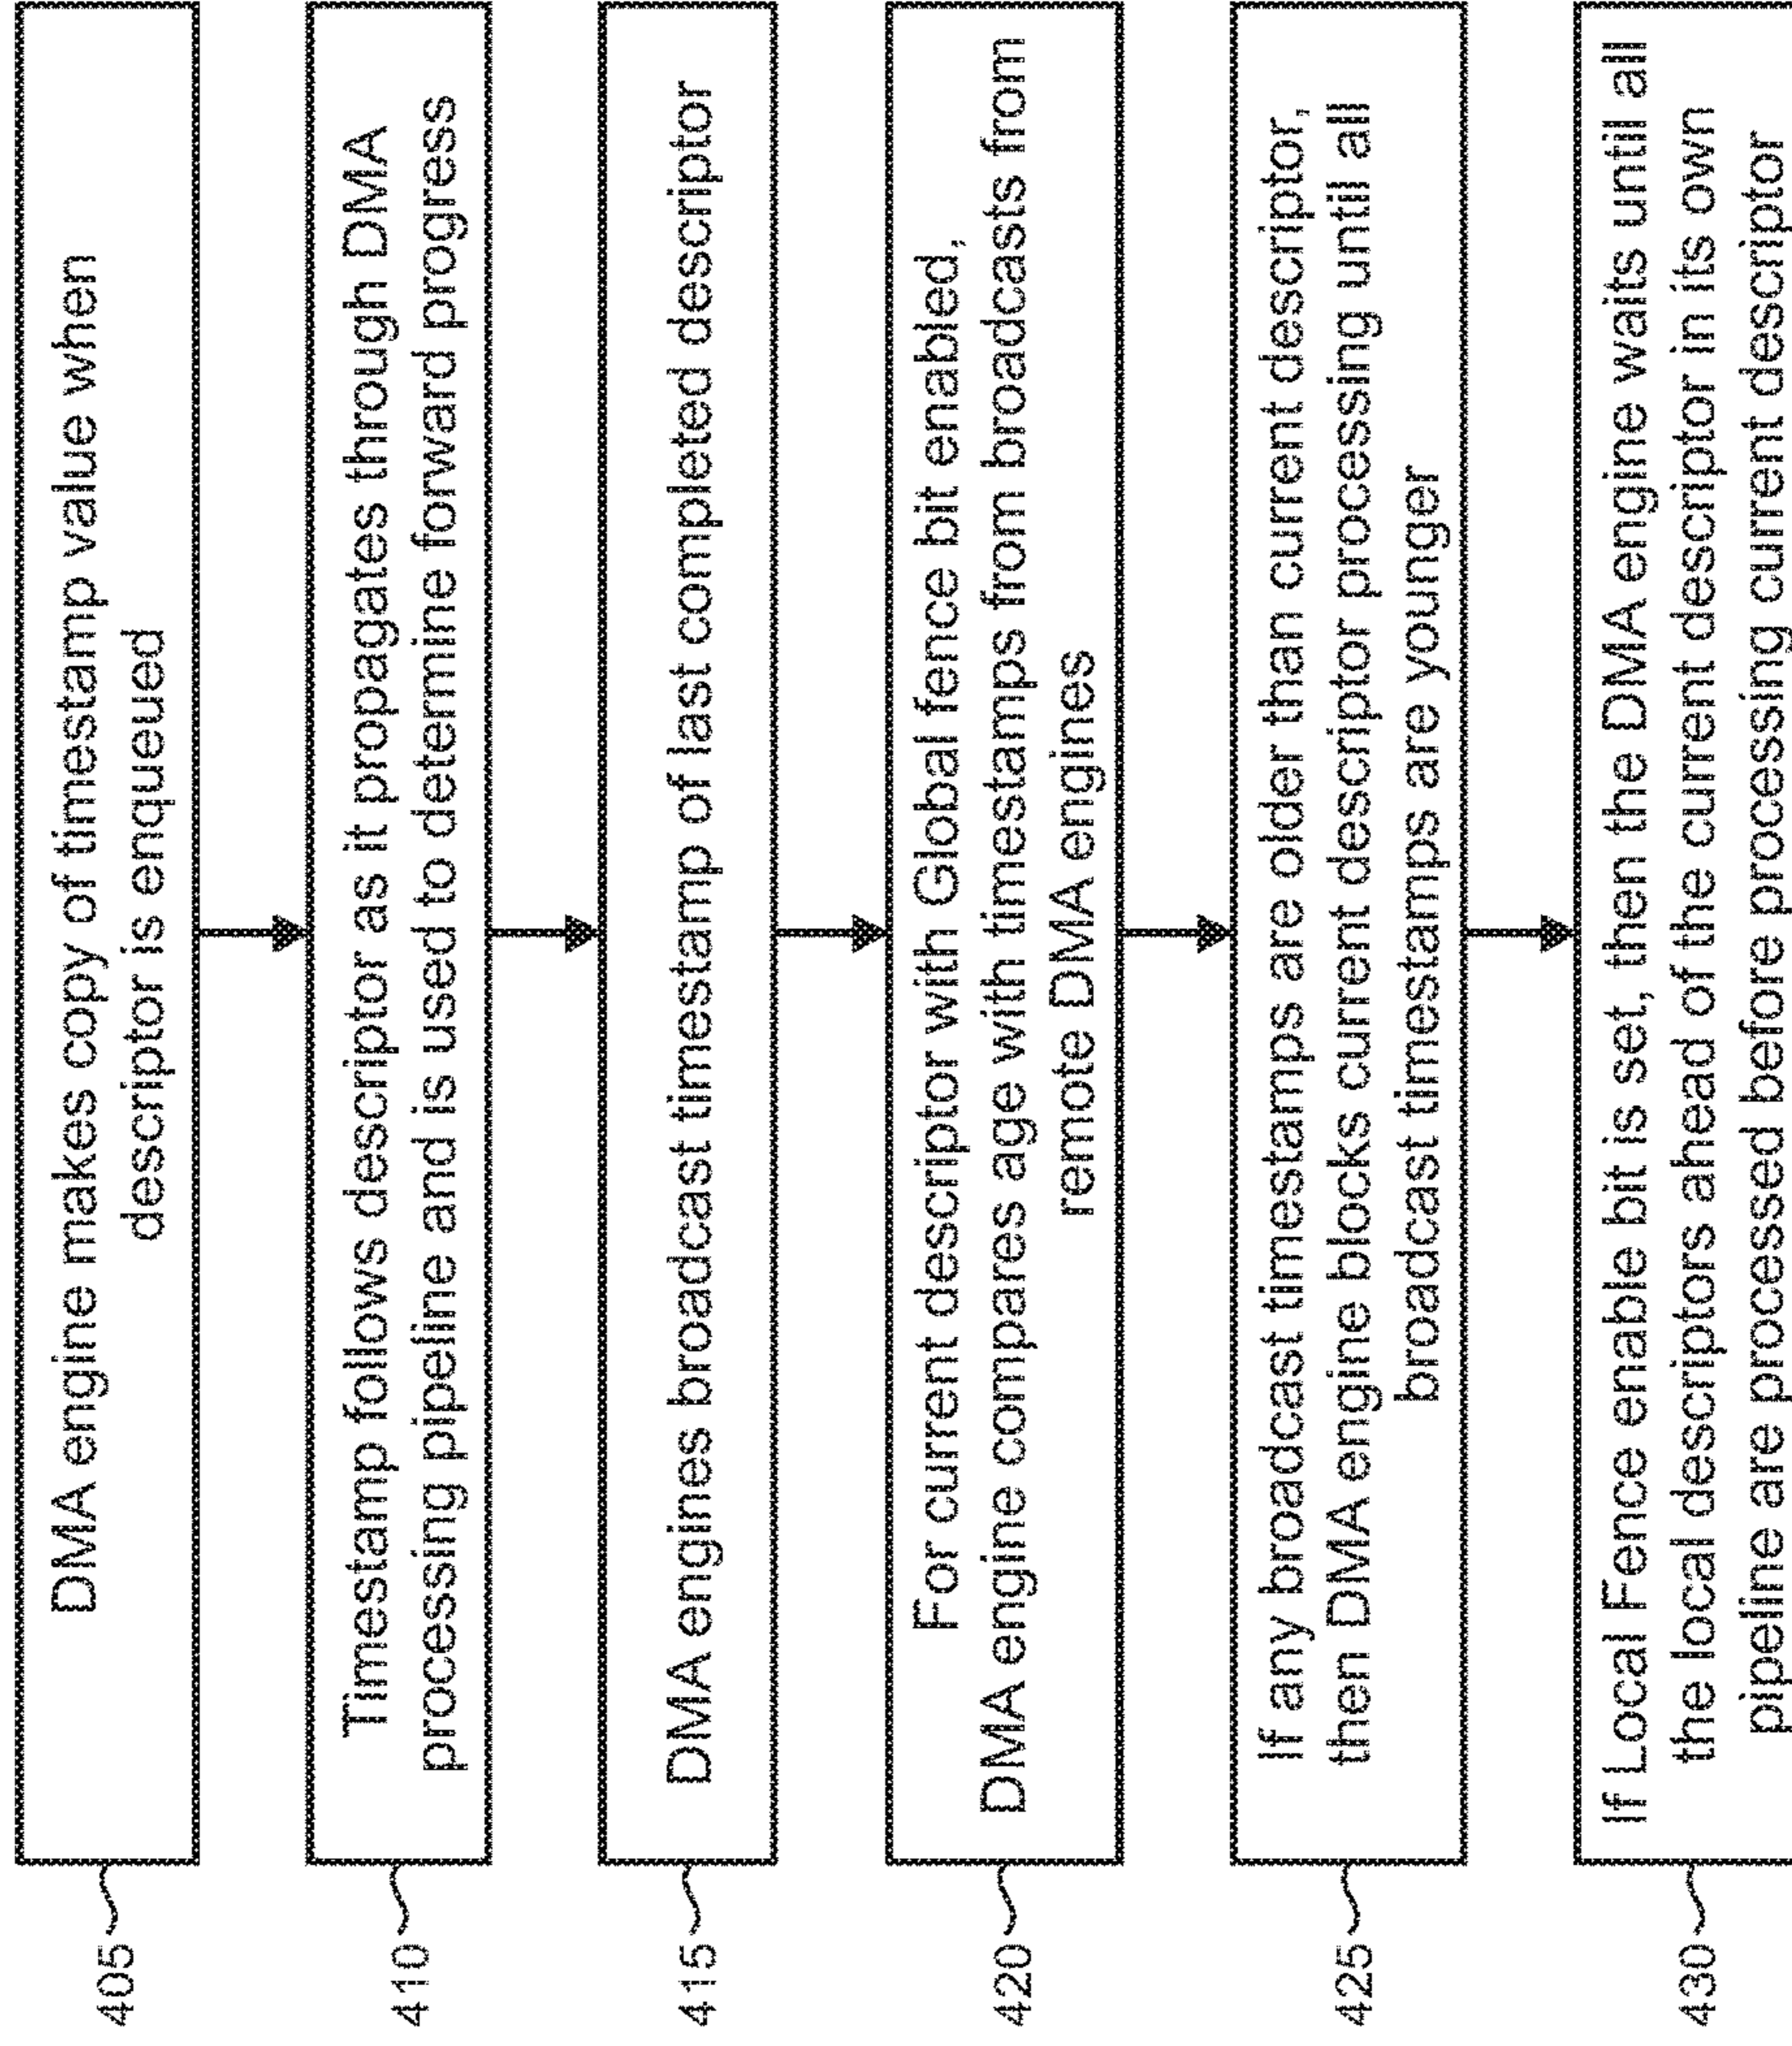 405
DMA engine makes copy of timestamp value when
descriptor is enqueued
410
Timestamp follows descriptor as it propagates through DMA
processing pipeline and is used to determine forward progress
415
DMA engines broadcast timestamp of last completed descriptor
420
For current descriptor with Global fence bit enabled,
DMA engine compares age with timestamps from broadcasts from
remote DMA engines
425
If any broadcast timestamps are older than current descriptor,
then DMA engine blocks current descriptor processing until all
broadcast timestamps are younger
430
If Local Fence enable bit is set, then the DMA engine waits until all
the local descriptors ahead of the current descriptor in its own
pipeline are processed before processing current descriptor